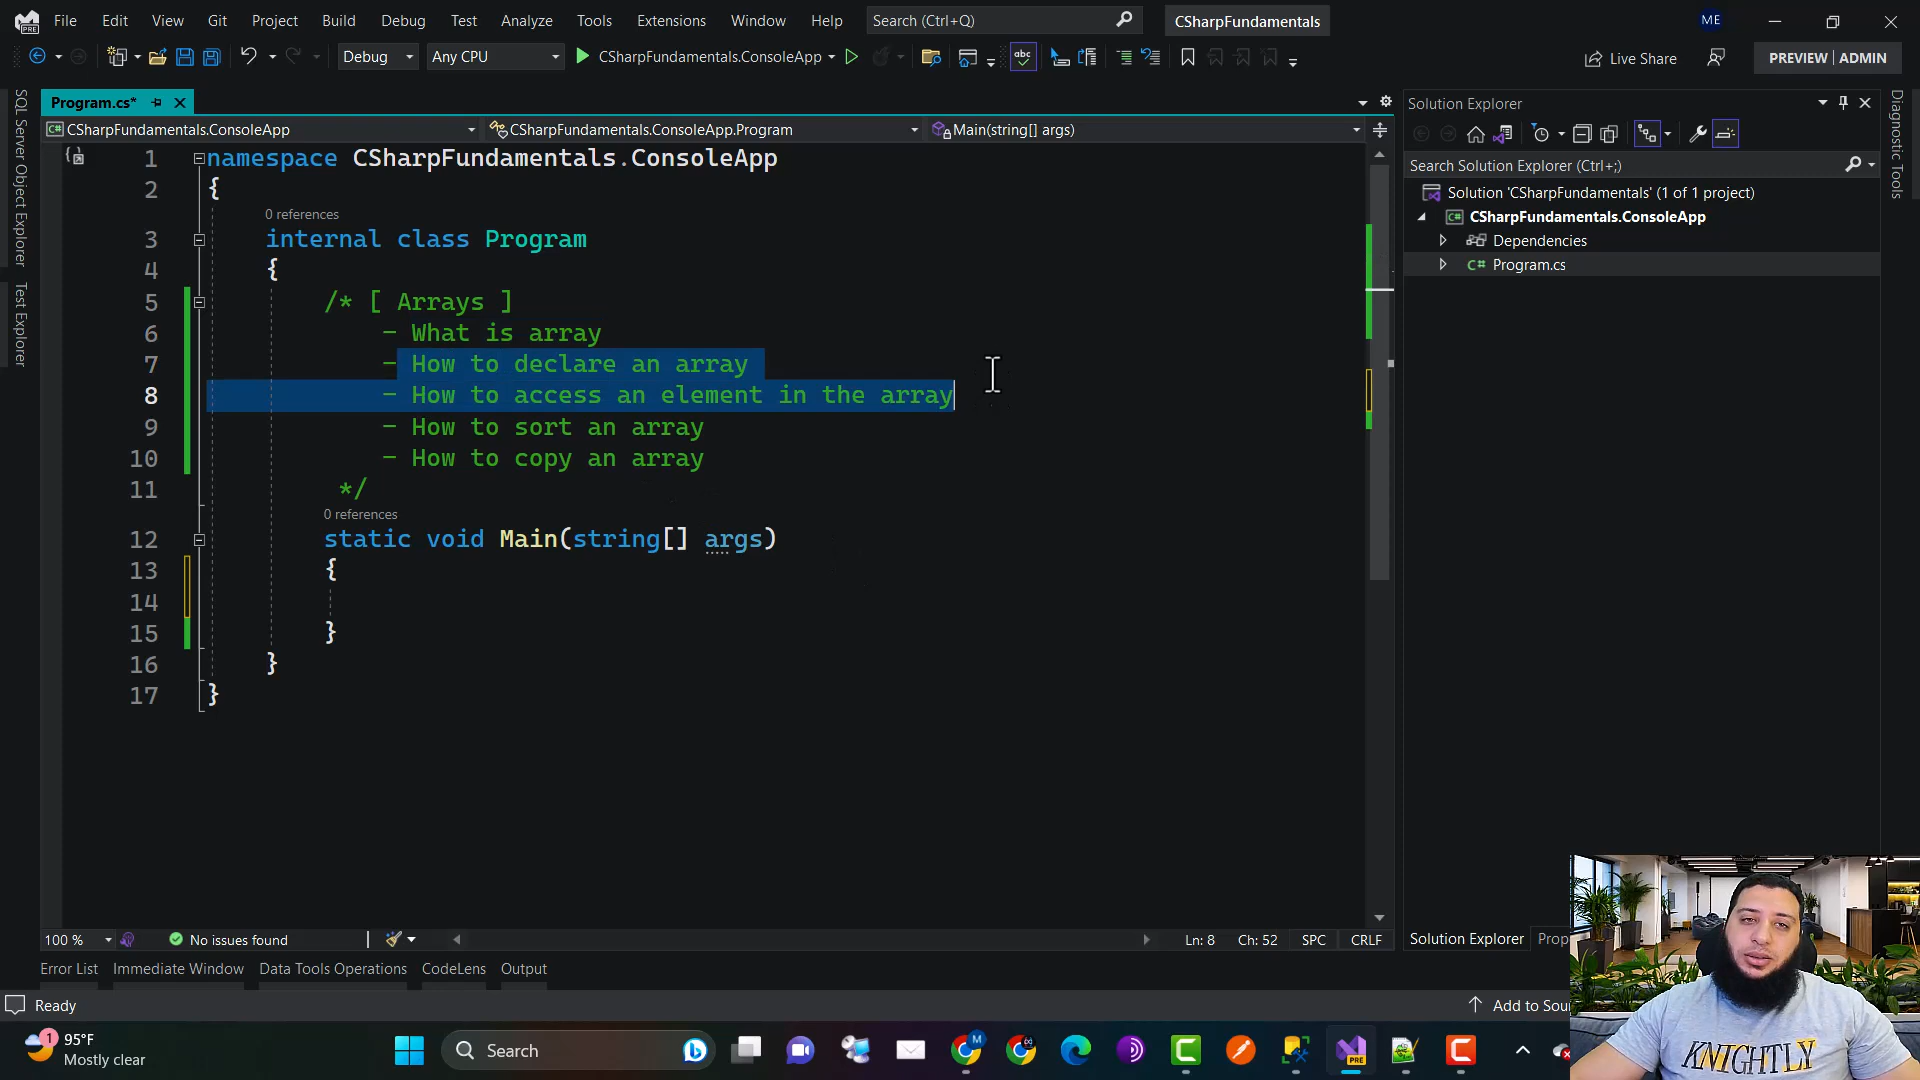 File Edit View Git Project Build Debug Test Analyze Tools Extensions Window Help Search (Ctrl+Q) CSharpFundamentals ME
Debug Any CPU CSharpFundamentals.ConsoleApp abc Live Share PREVIEW ADMIN
SQL Server Object Explorer
Test Explorer
Program.cs*
CSharpFundamentals.ConsoleApp CSharpFundamentals.ConsoleApp.Program Main(string[] args)
1 namespace CSharpFundamentals.ConsoleApp
2 {
0 references
3 internal class Program
4 {
5 /* [ Arrays ]
6 - What is array
7 - How to declare an array
8 - How to access an element in the array
9 - How to sort an array
10 - How to copy an array
11 */
0 references
12 static void Main(string[] args)
13 {
14
15 }
16 }
17 }
100 % No issues found Ln: 8 Ch: 52 SPC CRLF
Error List Immediate Window Data Tools Operations CodeLens Output
Solution Explorer
Search Solution Explorer (Ctrl+;)
Solution 'CSharpFundamentals' (1 of 1 project)
C# CSharpFundamentals.ConsoleApp
Dependencies
C# Program.cs
Solution Explorer Prop
Diagnostic Tools
Ready Add to Sou
KNIGHTLY
1 95°F
Mostly clear
Search
M
PRE